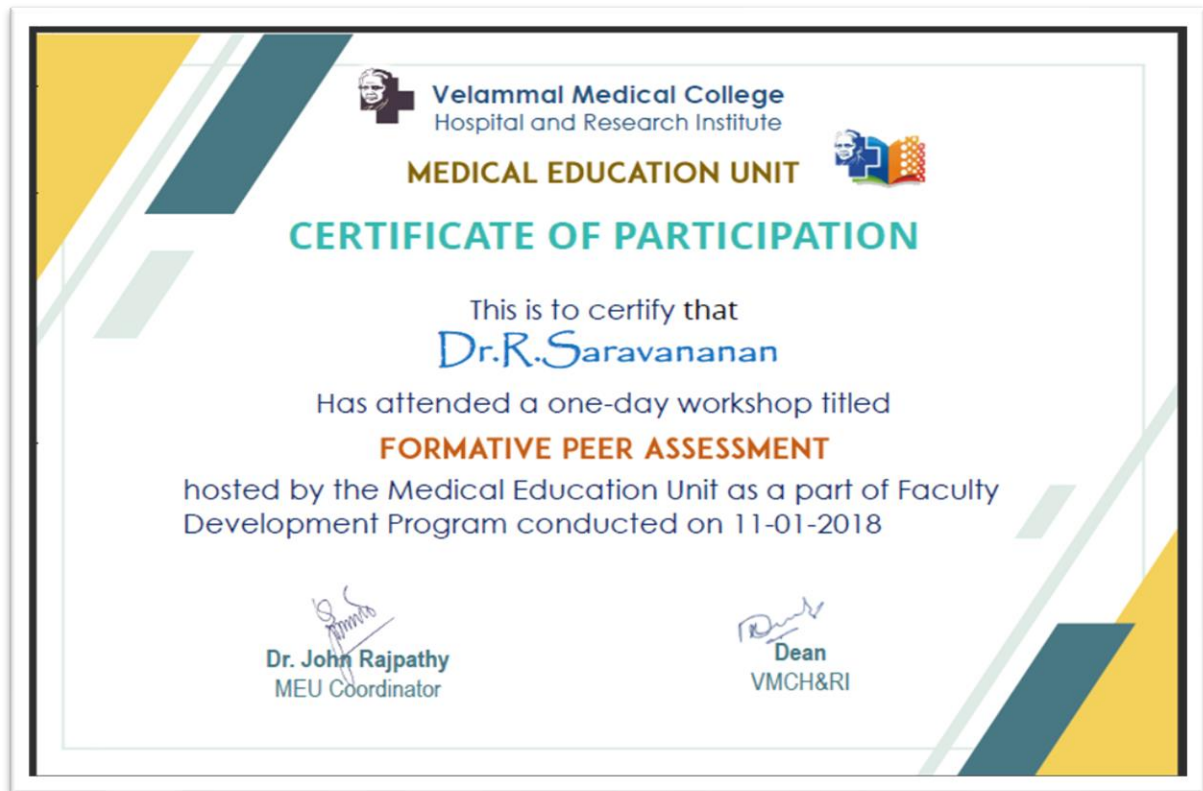 Velammal Medical College
Hospital and Research Institute
MEDICAL EDUCATION UNIT
CERTIFICATE OF PARTICIPATION
This is to certify that
Dr.R.Saravananan
Has attended a one-day workshop titled
FORMATIVE PEER ASSESSMENT
hosted by the Medical Education Unit as a part of Faculty
Development Program conducted on 11-01-2018
Dr. John Rajpathy
MEU Coordinator
Dean
VMCH&RI